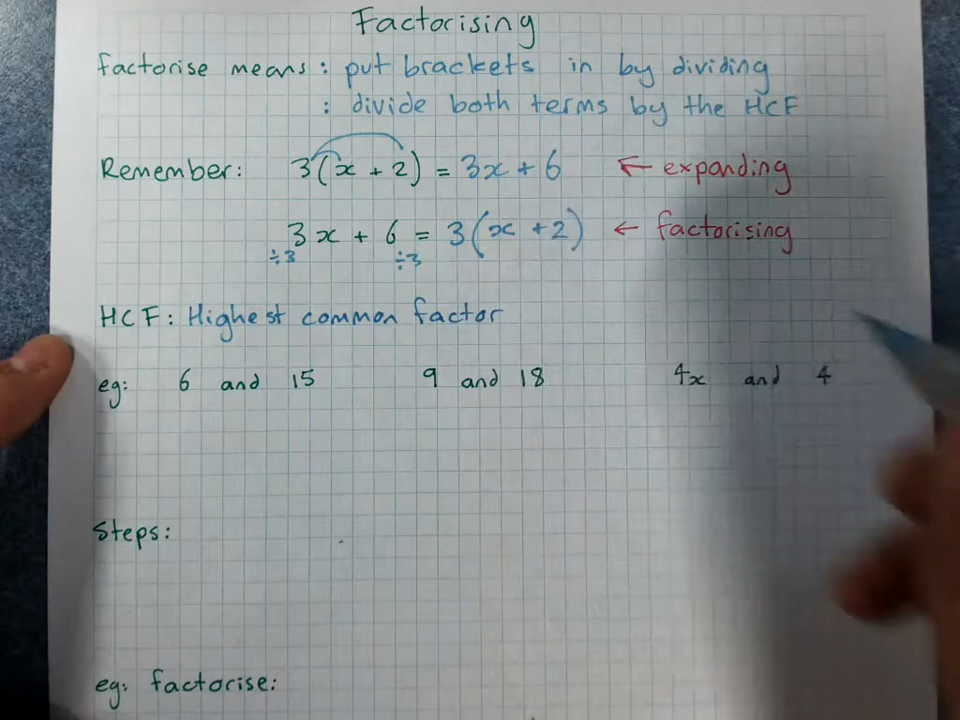 Factorising
factorise means : put brackets in by dividing
: divide both terms by the HCF
Remember: 3(x + 2) = 3x + 6 ← expanding
3x + 6 = 3(x + 2) ← factorising
÷3 ÷3
HCF: Highest common factor
eg: 6 and 15 9 and 18 4x and 4
Steps:
eg: factorise: